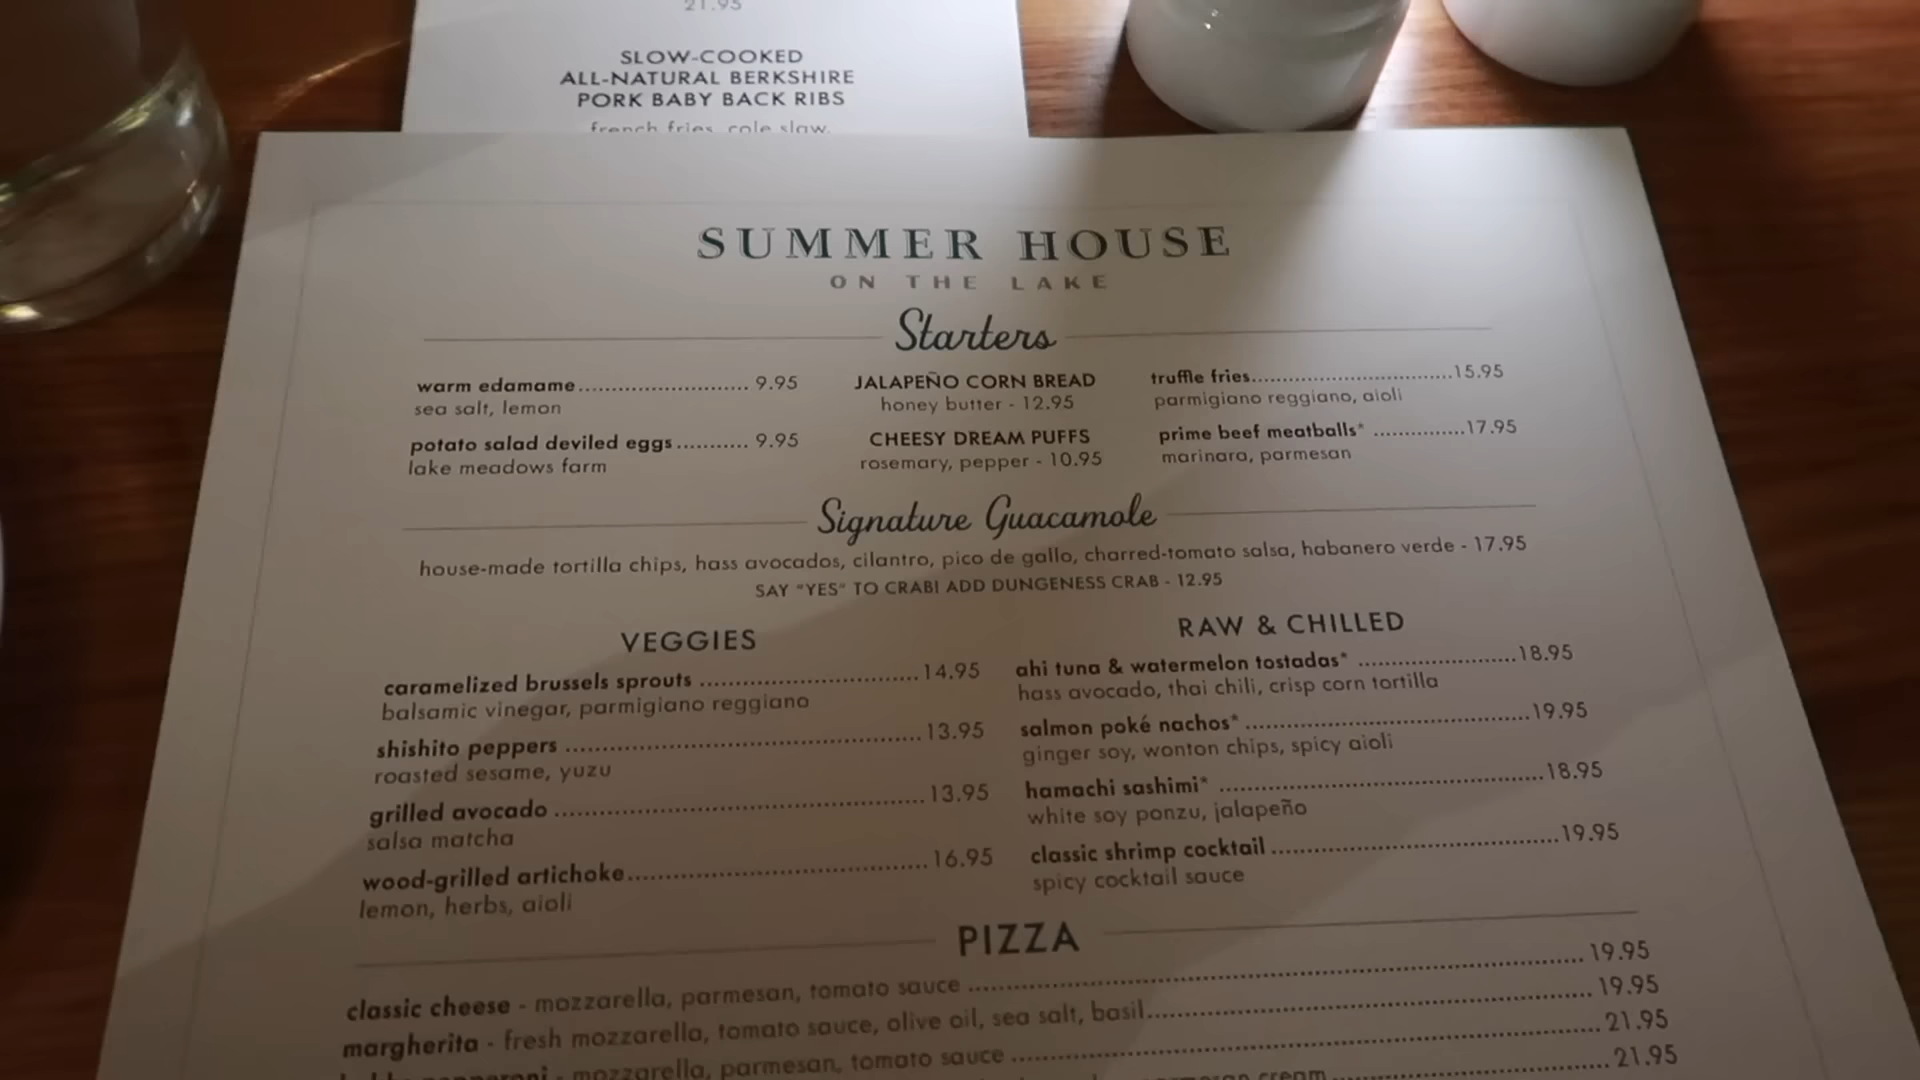 21.95
SLOW-COOKED
ALL-NATURAL BERKSHIRE
PORK BABY BACK RIBS
french fries, cole slaw,
SUMMER HOUSE
ON THE LAKE
Starters
warm edamame........................ 9.95
sea salt, lemon
potato salad deviled eggs........... 9.95
lake meadows farm
JALAPEÑO CORN BREAD
honey butter - 12.95
CHEESY DREAM PUFFS
rosemary, pepper - 10.95
truffle fries.............................15.95
parmigiano reggiano, aioli
prime beef meatballs* .............17.95
marinara, parmesan
Signature Guacamole
house-made tortilla chips, hass avocados, cilantro, pico de gallo, charred-tomato salsa, habanero verde - 17.95
SAY "YES" TO CRAB! ADD DUNGENESS CRAB - 12.95
VEGGIES
caramelized brussels sprouts ................................ 14.95
balsamic vinegar, parmigiano reggiano
shishito peppers .................................................... 13.95
roasted sesame, yuzu
grilled avocado ..................................................... 13.95
salsa matcha
wood-grilled artichoke........................................... 16.95
lemon, herbs, aioli
RAW & CHILLED
ahi tuna & watermelon tostadas* .......................18.95
hass avocado, thai chili, crisp corn tortilla
salmon poké nachos* .........................................19.95
ginger soy, wonton chips, spicy aioli
hamachi sashimi* ..............................................18.95
white soy ponzu, jalapeño
classic shrimp cocktail .........................................19.95
spicy cocktail sauce
PIZZA
classic cheese - mozzarella, parmesan, tomato sauce ........................................ 19.95
margherita - fresh mozzarella, tomato sauce, olive oil, sea salt, basil........................ 19.95
pepperoni - mozzarella, parmesan, tomato sauce ........................................ 21.95
cream........................ 21.95